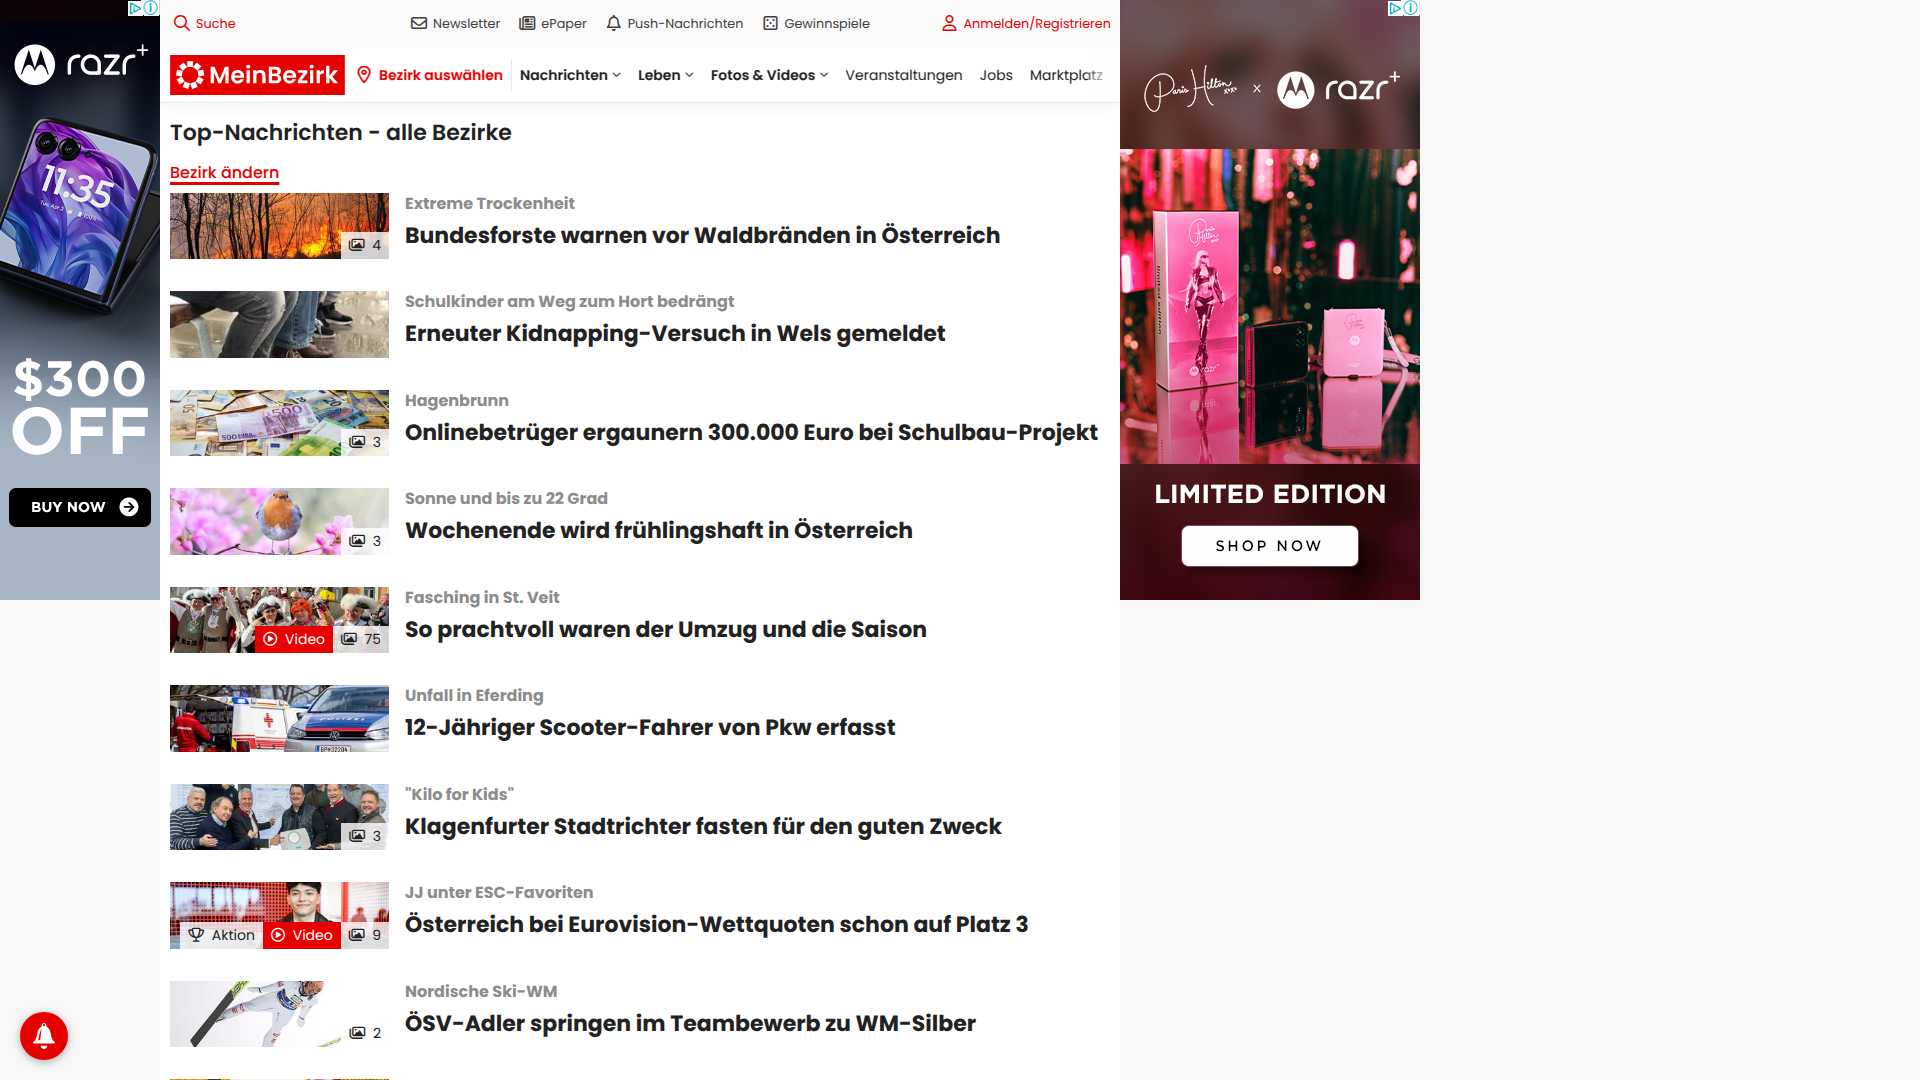 Suche
Newsletter
ePaper
Push-Nachrichten
Gewinnspiele
Anmelden/Registrieren
MeinBezirk
Bezirk auswählen
Nachrichten
Leben
Fotos & Videos
Veranstaltungen
Jobs
Marktplatz
Top-Nachrichten - alle Bezirke
Bezirk ändern
4
Extreme Trockenheit
Bundesforste warnen vor Waldbränden in Österreich
Schulkinder am Weg zum Hort bedrängt
Erneuter Kidnapping-Versuch in Wels gemeldet
3
Hagenbrunn
Onlinebetrüger ergaunern 300.000 Euro bei Schulbau-Projekt
3
Sonne und bis zu 22 Grad
Wochenende wird frühlingshaft in Österreich
Video
75
Fasching in St. Veit
So prachtvoll waren der Umzug und die Saison
Unfall in Eferding
12-Jähriger Scooter-Fahrer von Pkw erfasst
3
"Kilo for Kids"
Klagenfurter Stadtrichter fasten für den guten Zweck
Aktion
Video
9
JJ unter ESC-Favoriten
Österreich bei Eurovision-Wettquoten schon auf Platz 3
2
Nordische Ski-WM
ÖSV-Adler springen im Teambewerb zu WM-Silber
razr+
11:35
$300
OFF
BUY NOW
Paris Hilton
x
razr+
LIMITED EDITION
SHOP NOW